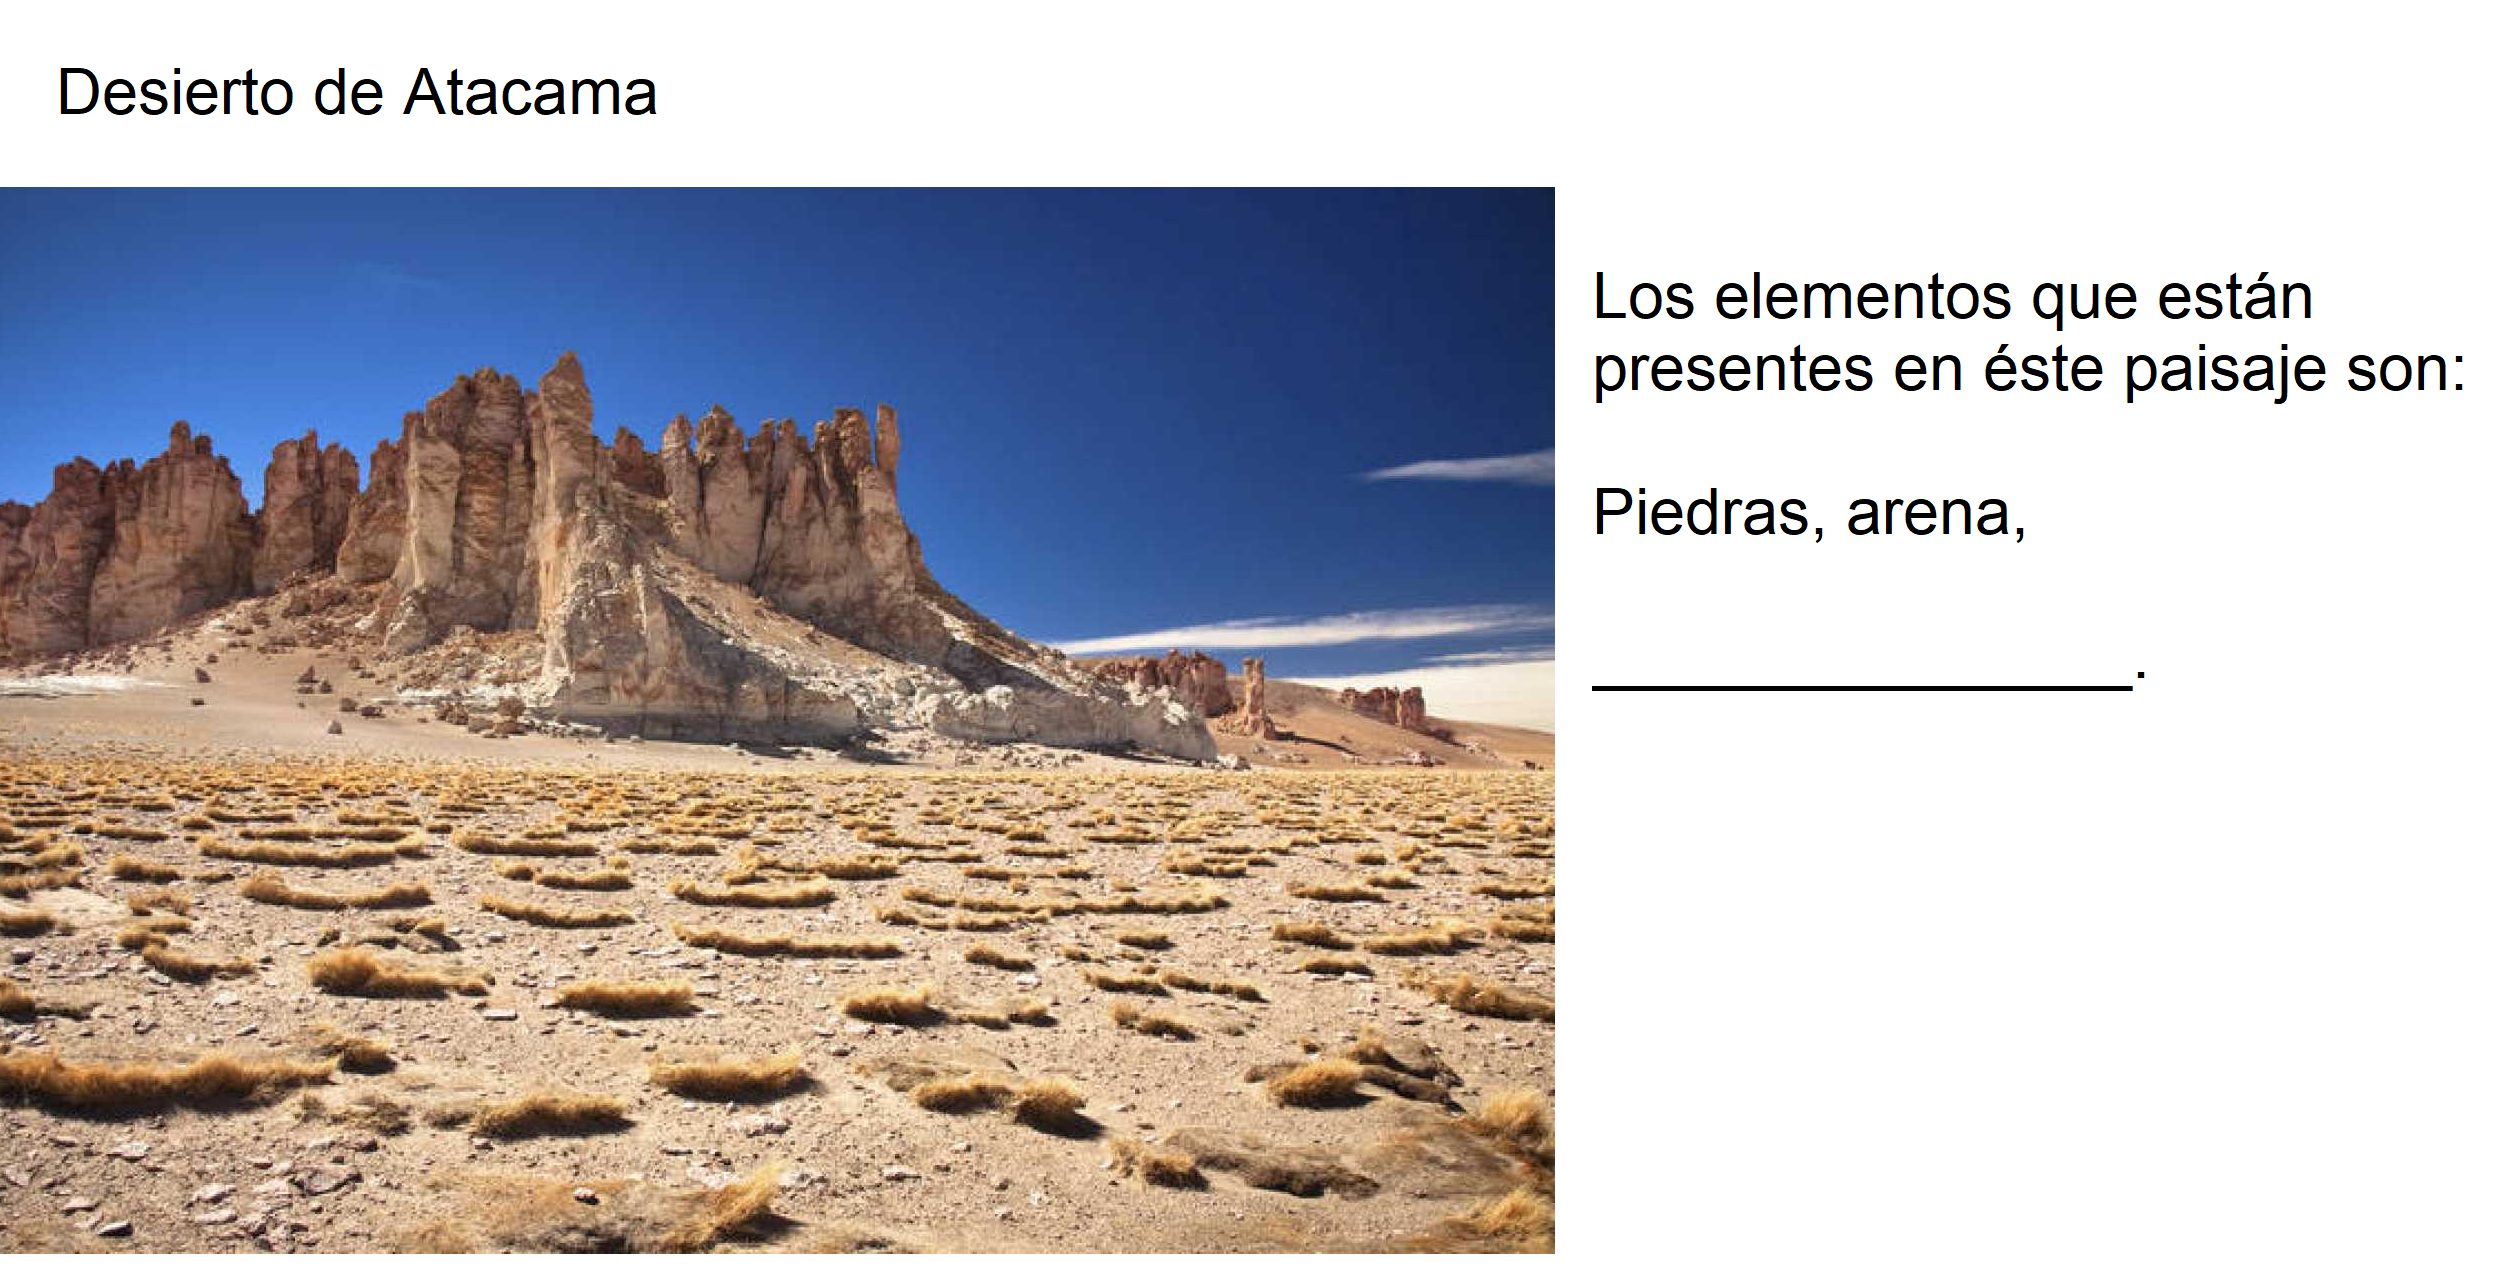 Desierto de Atacama
Los elementos que están
presentes en éste paisaje son:
Piedras, arena,
_______________.